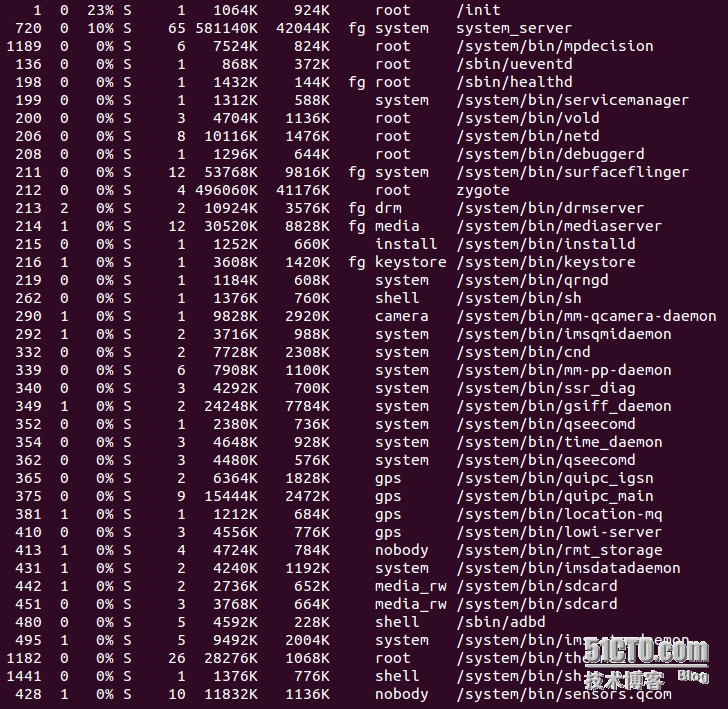 1 0 23% S 1 1064K 924K root /init
720 0 10% S 65 581140K 42044K fg system system_server
1189 0 0% S 6 7524K 824K root /system/bin/mpdecision
136 0 0% S 1 868K 372K root /sbin/ueventd
198 0 0% S 1 1432K 144K fg root /sbin/healthd
199 0 0% S 1 1312K 588K system /system/bin/servicemanager
200 0 0% S 3 4704K 1136K root /system/bin/vold
206 0 0% S 8 10116K 1476K root /system/bin/netd
208 0 0% S 1 1296K 644K root /system/bin/debuggerd
211 0 0% S 12 53768K 9816K fg system /system/bin/surfaceflinger
212 0 0% S 4 496060K 41176K root zygote
213 2 0% S 2 10924K 3576K fg drm /system/bin/drmserver
214 1 0% S 12 30520K 8828K fg media /system/bin/mediaserver
215 0 0% S 1 1252K 660K install /system/bin/installd
216 1 0% S 1 3608K 1420K fg keystore /system/bin/keystore
219 0 0% S 1 1184K 608K system /system/bin/qrngd
262 0 0% S 1 1376K 760K shell /system/bin/sh
290 1 0% S 1 9828K 2920K camera /system/bin/mm-qcamera-daemon
292 1 0% S 2 3716K 988K system /system/bin/imsqmidaemon
332 0 0% S 2 7728K 2308K system /system/bin/cnd
339 0 0% S 6 7908K 1100K system /system/bin/mm-pp-daemon
340 0 0% S 3 4292K 700K system /system/bin/ssr_diag
349 1 0% S 2 24248K 7784K system /system/bin/gsiff_daemon
352 0 0% S 1 2380K 736K system /system/bin/qseecomd
354 0 0% S 3 4648K 928K system /system/bin/time_daemon
362 0 0% S 3 4480K 576K system /system/bin/qseecomd
365 0 0% S 2 6364K 1828K gps /system/bin/quipc_igsn
375 0 0% S 9 15444K 2472K gps /system/bin/quipc_main
381 1 0% S 1 1212K 684K gps /system/bin/location-mq
410 0 0% S 3 4556K 776K gps /system/bin/lowi-server
413 1 0% S 4 4724K 784K nobody /system/bin/rmt_storage
431 1 0% S 2 4240K 1192K system /system/bin/imsdatadaemon
442 1 0% S 2 2736K 652K media_rw /system/bin/sdcard
451 0 0% S 3 3768K 664K media_rw /system/bin/sdcard
480 0 0% S 5 4592K 228K shell /sbin/adbd
495 1 0% S 5 9492K 2004K system
1182 0 0% S 26 28276K 1068K root
1441 0 0% S 1 1376K 776K shell /system/bin/sh
428 1 0% S 10 11832K 1136K nobody /system/bin/sensors.qcom
51CTO.com
技术博客 Blog